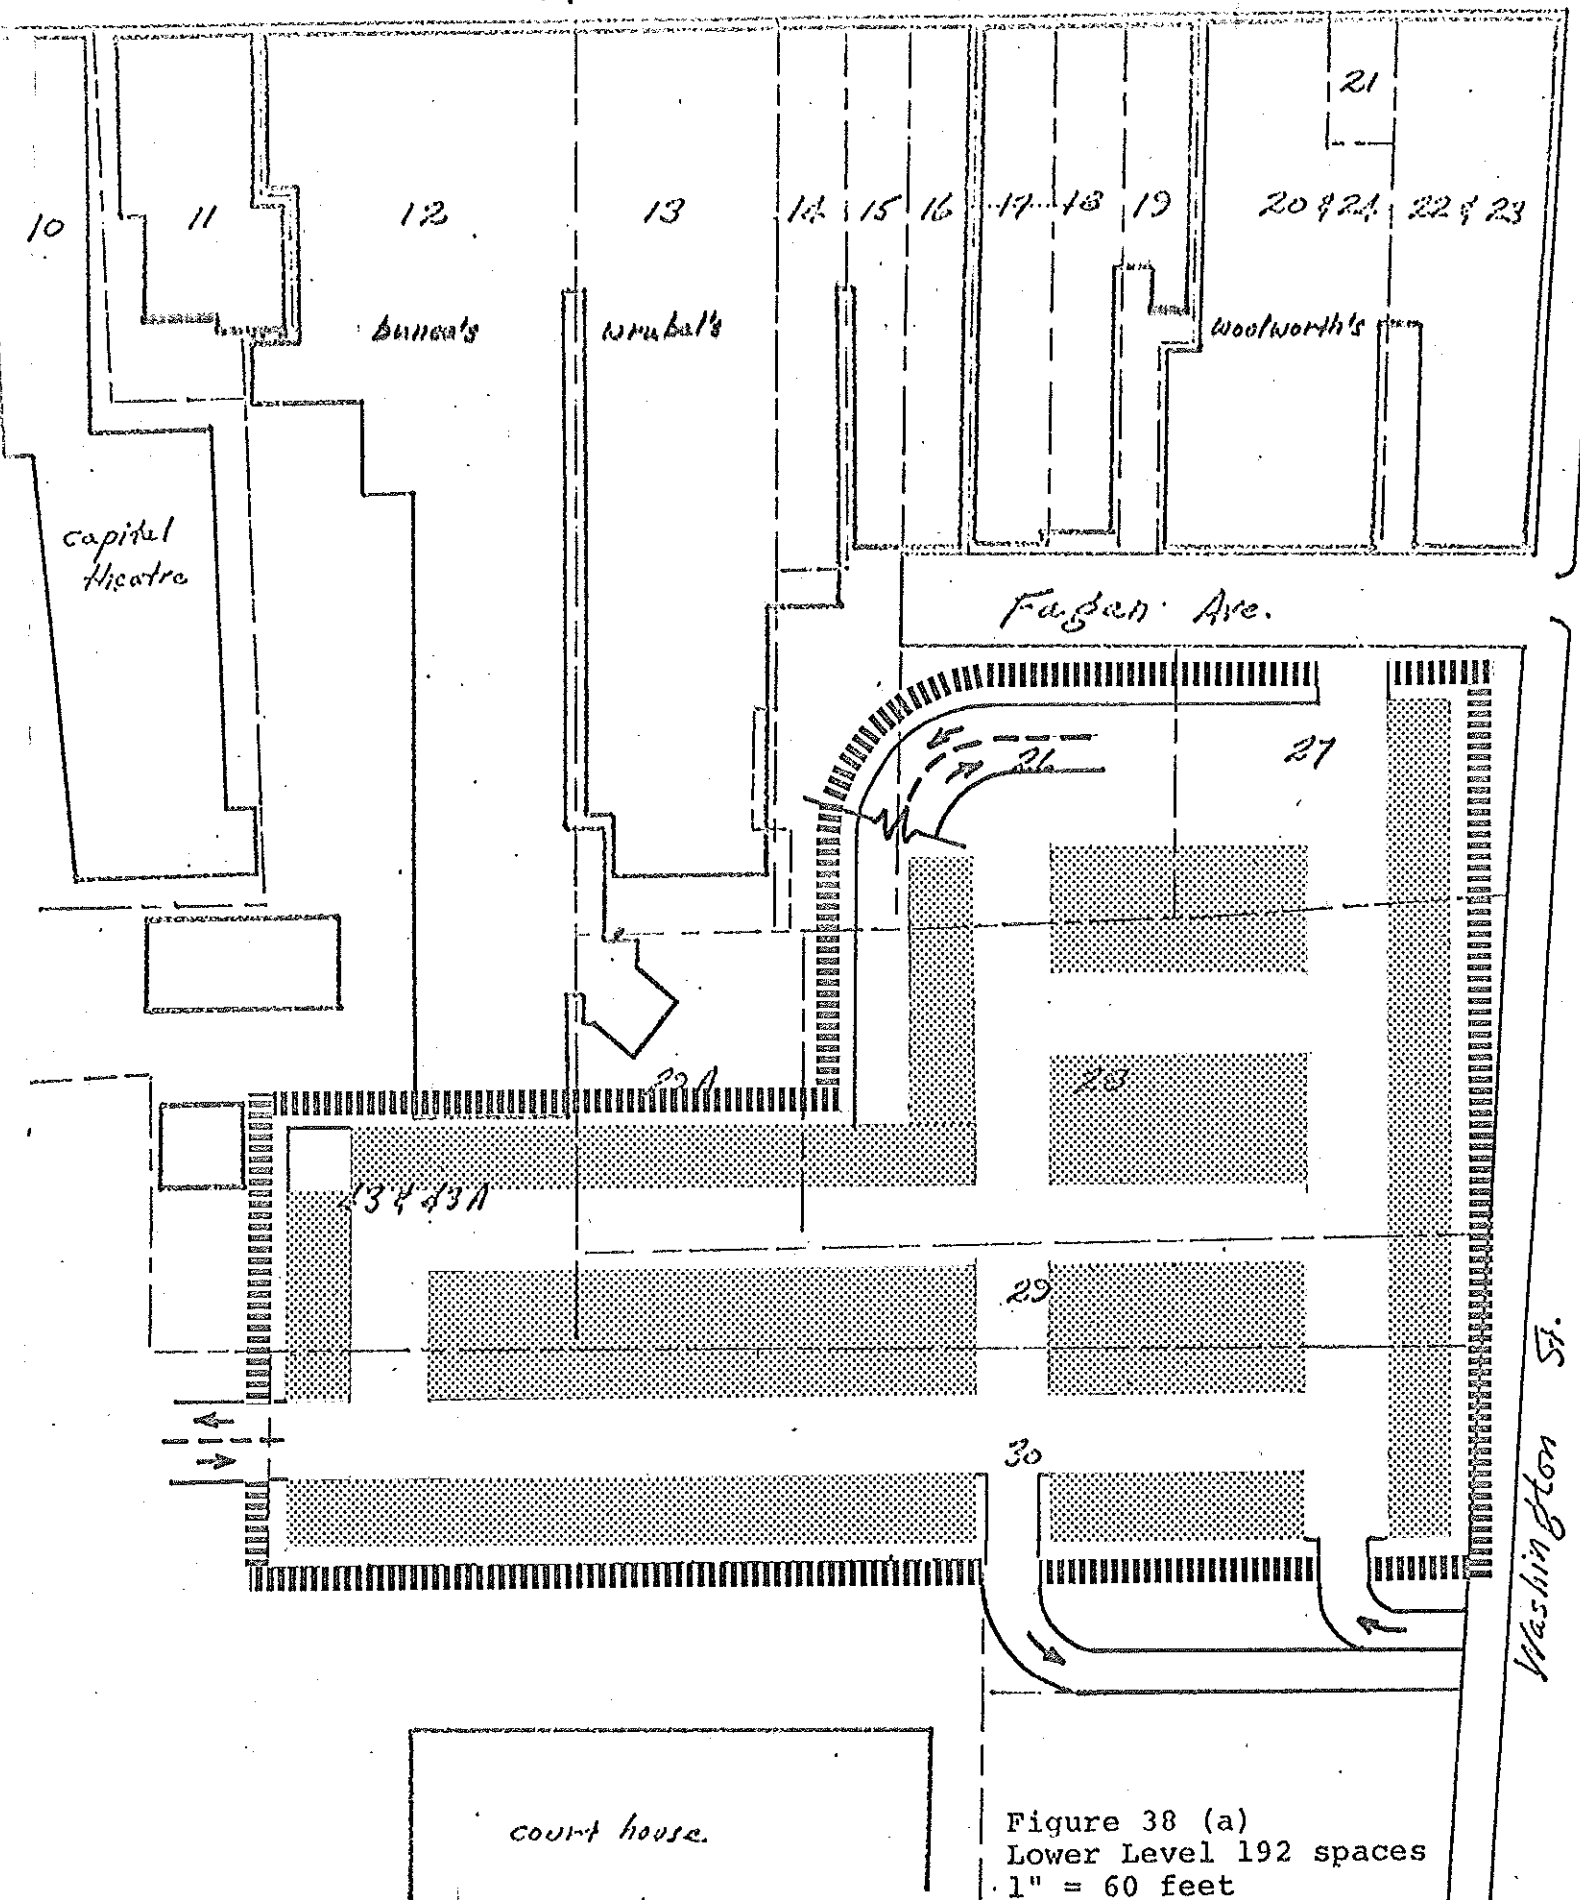 21
10 11 12 13 14 15 16 17 18 19 20 & 24 22 & 23
bunce's wrubel's woolworth's
capitol
theatre
Fagan Ave.
26 27
29A 28
43 & 43A
29
30
Washington St.
court house.
Figure 38 (a)
Lower Level 192 spaces
1" = 60 feet